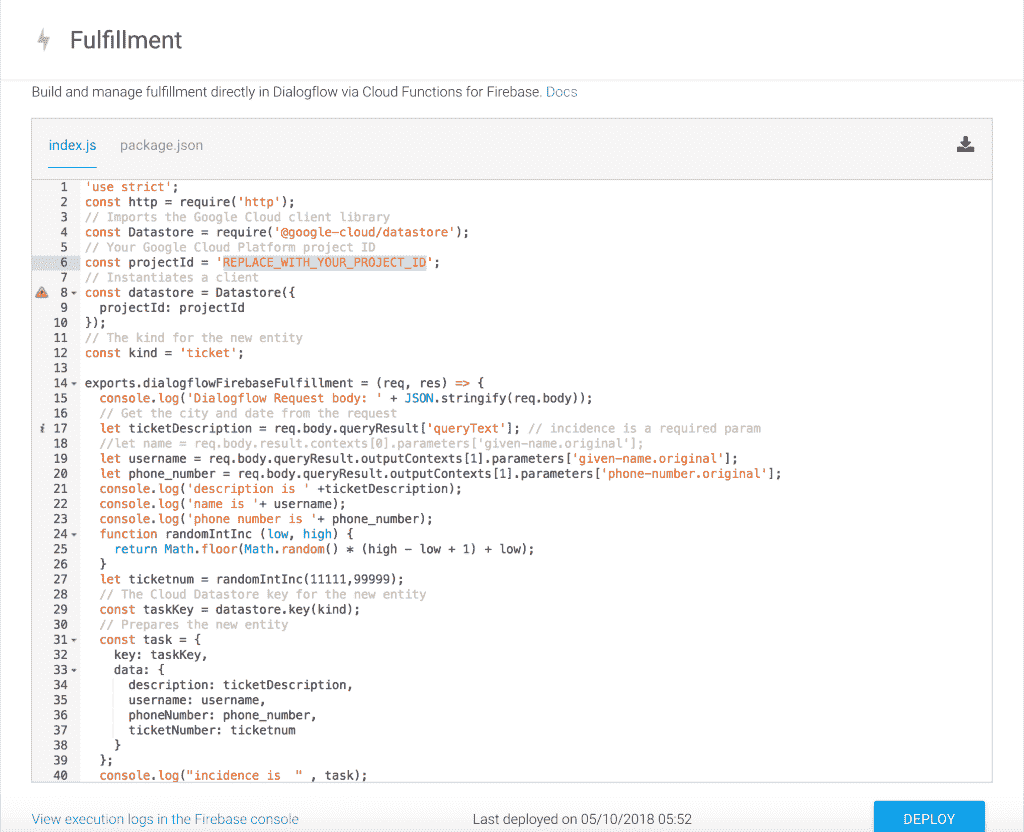 Fulfillment
Build and manage fulfillment directly in Dialogflow via Cloud Functions for Firebase. Docs
index.js package.json
1 'use strict';
2 const http = require('http');
3 // Imports the Google Cloud client library
4 const Datastore = require('@google-cloud/datastore');
5 // Your Google Cloud Platform project ID
6 const projectId = 'REPLACE_WITH_YOUR_PROJECT_ID';
7 // Instantiates a client
8 const datastore = Datastore({
9   projectId: projectId
10 });
11 // The kind for the new entity
12 const kind = 'ticket';
13
14 exports.dialogflowFirebaseFulfillment = (req, res) => {
15   console.log('Dialogflow Request body: ' + JSON.stringify(req.body));
16   // Get the city and date from the request
17   let ticketDescription = req.body.queryResult['queryText']; // incidence is a required param
18   //let name = req.body.result.contexts[0].parameters['given-name.original'];
19   let username = req.body.queryResult.outputContexts[1].parameters['given-name.original'];
20   let phone_number = req.body.queryResult.outputContexts[1].parameters['phone-number.original'];
21   console.log('description is ' +ticketDescription);
22   console.log('name is '+ username);
23   console.log('phone number is '+ phone_number);
24   function randomIntInc (low, high) {
25     return Math.floor(Math.random() * (high - low + 1) + low);
26   }
27   let ticketnum = randomIntInc(11111,99999);
28   // The Cloud Datastore key for the new entity
29   const taskKey = datastore.key(kind);
30   // Prepares the new entity
31   const task = {
32     key: taskKey,
33     data: {
34       description: ticketDescription,
35       username: username,
36       phoneNumber: phone_number,
37       ticketNumber: ticketnum
38     }
39   };
40   console.log("incidence is  " , task);
View execution logs in the Firebase console Last deployed on 05/10/2018 05:52 DEPLOY